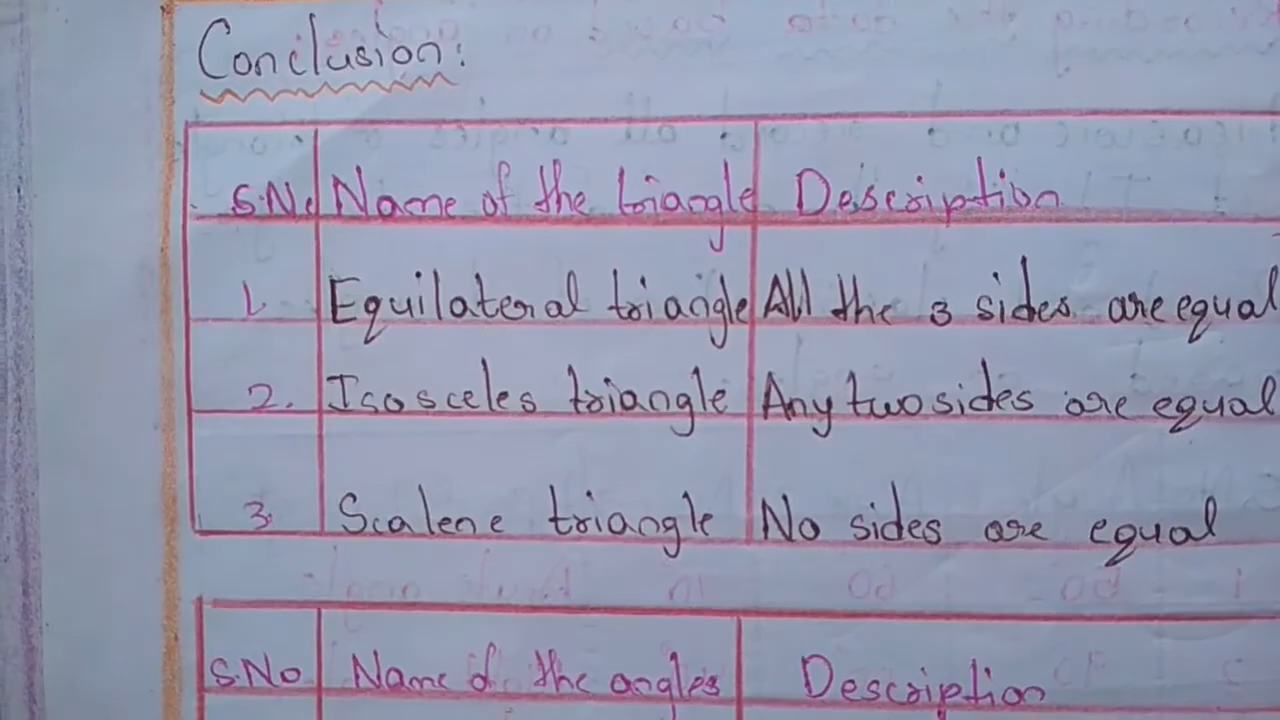 Conclusion:
S.No Name of the triangle Description
1. Equilateral triangle All the 3 sides are equal
2. Isosceles triangle Any two sides are equal
3. Scalene triangle No sides are equal
S.No Name of the angles Description